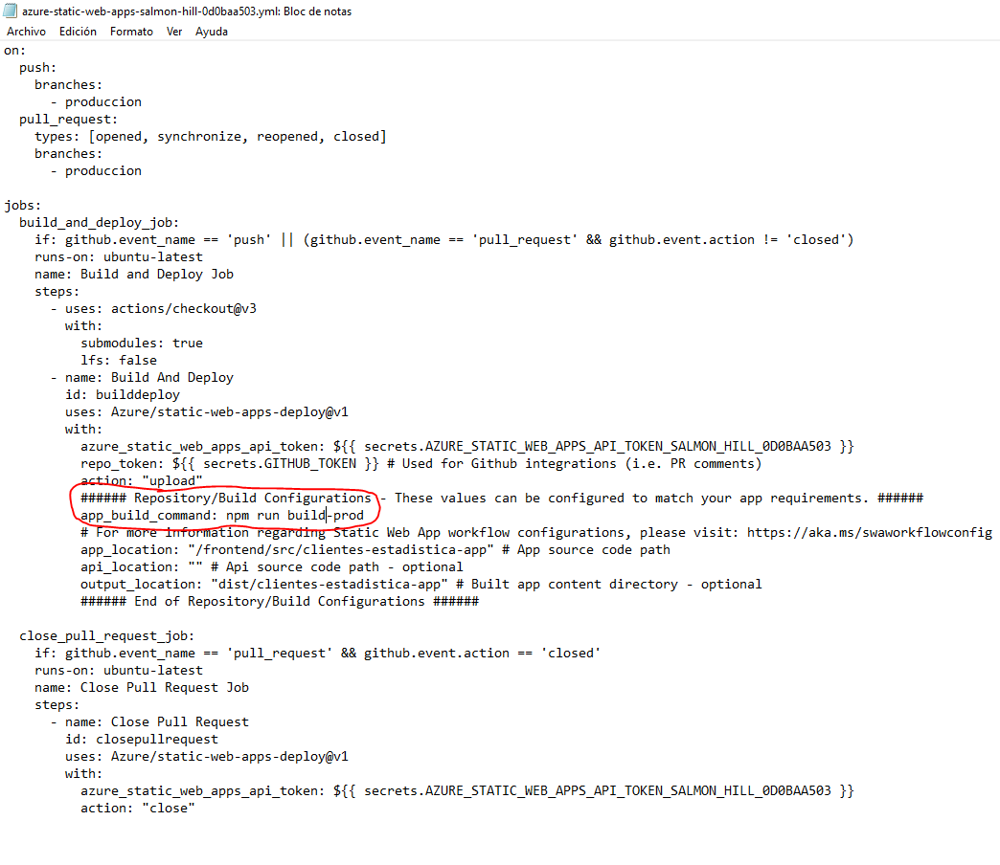 azure-static-web-apps-salmon-hill-0d0baa503.yml: Bloc de notas
Archivo Edición Formato Ver Ayuda
on:
  push:
    branches:
      - produccion
  pull_request:
    types: [opened, synchronize, reopened, closed]
    branches:
      - produccion

jobs:
  build_and_deploy_job:
    if: github.event_name == 'push' || (github.event_name == 'pull_request' && github.event.action != 'closed')
    runs-on: ubuntu-latest
    name: Build and Deploy Job
    steps:
      - uses: actions/checkout@v3
        with:
          submodules: true
          lfs: false
      - name: Build And Deploy
        id: builddeploy
        uses: Azure/static-web-apps-deploy@v1
        with:
          azure_static_web_apps_api_token: ${{ secrets.AZURE_STATIC_WEB_APPS_API_TOKEN_SALMON_HILL_0D0BAA503 }}
          repo_token: ${{ secrets.GITHUB_TOKEN }} # Used for Github integrations (i.e. PR comments)
          action: "upload"
          ###### Repository/Build Configurations - These values can be configured to match your app requirements. ######
          app_build_command: npm run build-prod
          # For more information regarding Static Web App workflow configurations, please visit: https://aka.ms/swaworkflowconfig
          app_location: "/frontend/src/clientes-estadistica-app" # App source code path
          api_location: "" # Api source code path - optional
          output_location: "dist/clientes-estadistica-app" # Built app content directory - optional
          ###### End of Repository/Build Configurations ######

  close_pull_request_job:
    if: github.event_name == 'pull_request' && github.event.action == 'closed'
    runs-on: ubuntu-latest
    name: Close Pull Request Job
    steps:
      - name: Close Pull Request
        id: closepullrequest
        uses: Azure/static-web-apps-deploy@v1
        with:
          azure_static_web_apps_api_token: ${{ secrets.AZURE_STATIC_WEB_APPS_API_TOKEN_SALMON_HILL_0D0BAA503 }}
          action: "close"